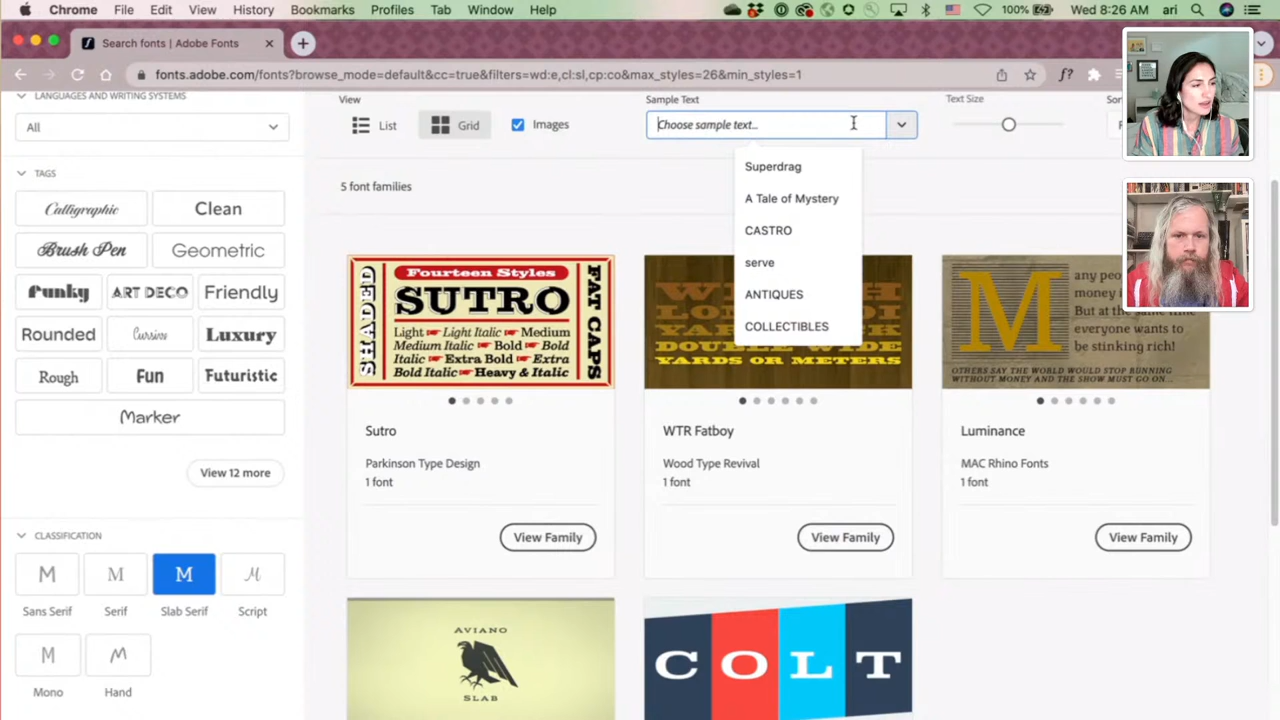 Chrome File Edit View History Bookmarks Profiles Tab Window Help 100% Wed 8:26 AM ari
Search fonts | Adobe Fonts
fonts.adobe.com/fonts?browse_mode=default&cc=true&filters=wd:e,cl:sl,cp:co&max_styles=26&min_styles=1 f?
LANGUAGES AND WRITING SYSTEMS
All
TAGS
Calligraphic Clean
Brush Pen Geometric
Funky ART DECO Friendly
Rounded Cursive Luxury
Rough Fun Futuristic
Marker
View 12 more
CLASSIFICATION
M M M M
Sans Serif Serif Slab Serif Script
M M
Mono Hand
View
List Grid Images
Sample Text
Choose sample text...
Text Size
Superdrag
A Tale of Mystery
CASTRO
serve
ANTIQUES
COLLECTIBLES
5 font families
SHADED
Fourteen Styles
SUTRO
Light Light Italic Medium
Medium Italic Bold Bold
Italic Extra Bold Extra
Bold Italic Heavy & Italic
FAT CAPS
Sutro
Parkinson Type Design
1 font
View Family
DOUBLE WIDE
YARDS OR METERS
WTR Fatboy
Wood Type Revival
1 font
View Family
M
any
money
But at the same
everyone wants to
be stinking rich!
OTHERS SAY THE WORLD WOULD STOP RUNNING
WITHOUT MONEY AND THE SHOW MUST GO ON...
Luminance
MAC Rhino Fonts
1 font
View Family
AVIANO
SLAB
COLT